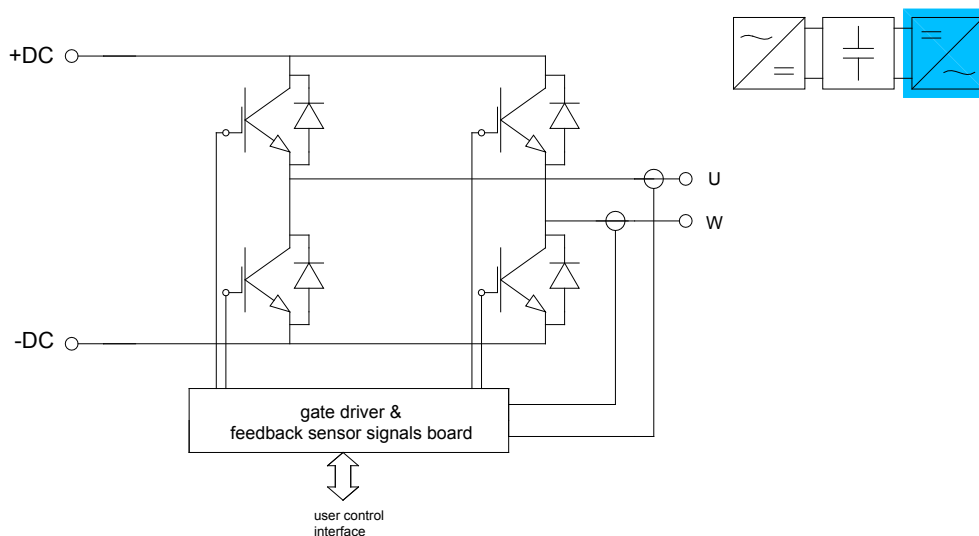 +DC
U
W
-DC
gate driver &
feedback sensor signals board
user control
interface